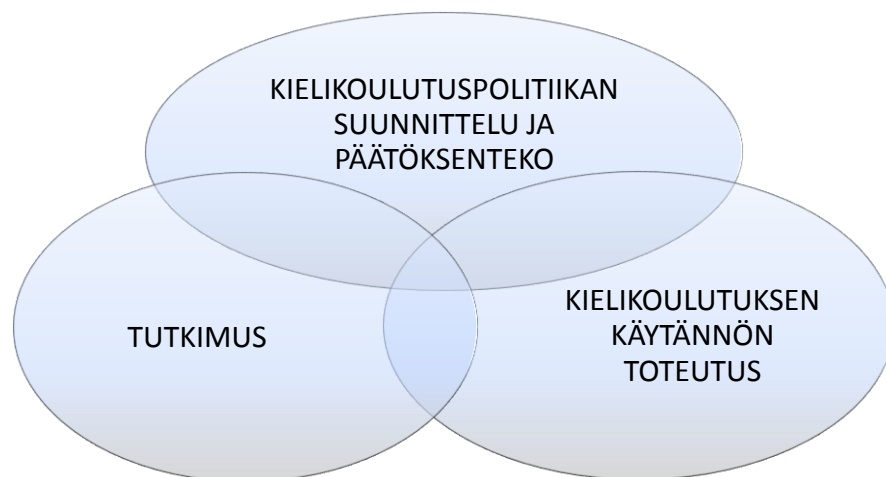 KIELIKOULUTUSPOLITIIKAN
SUUNNITTELU JA
PÄÄTÖKSENTEKO
TUTKIMUS
KIELIKOULUTUKSEN
KÄYTÄNNÖN
TOTEUTUS